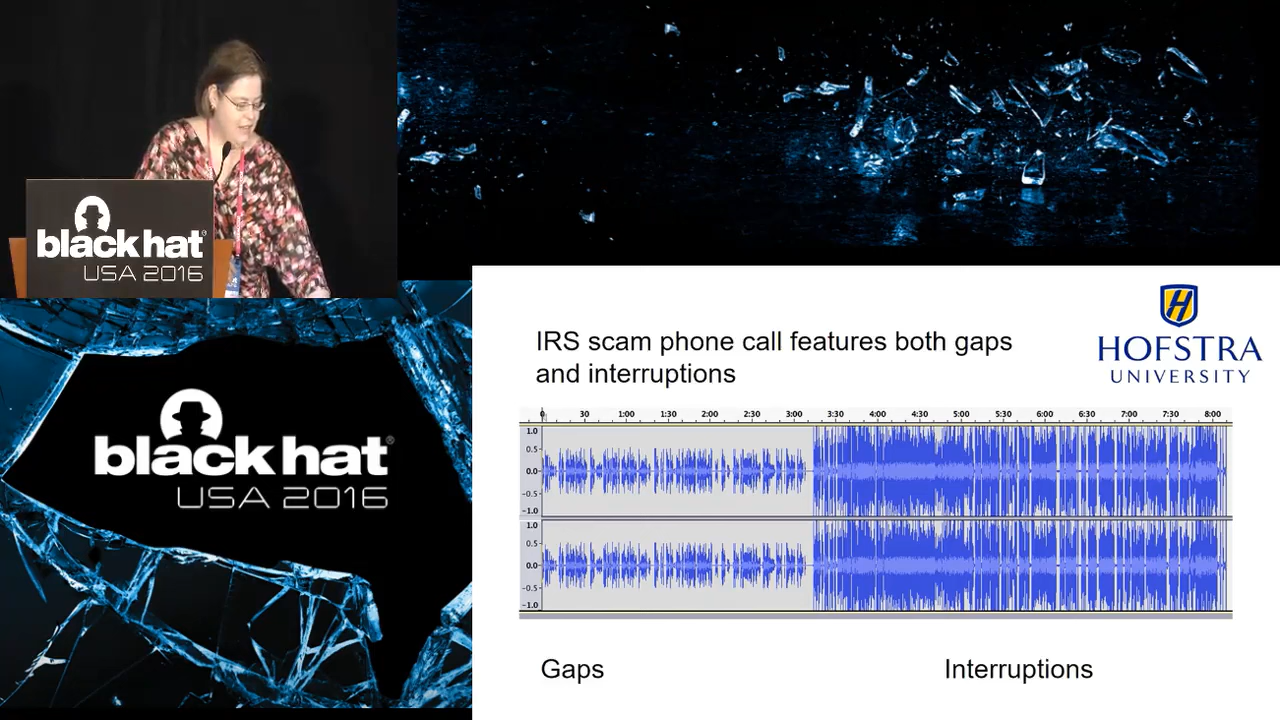 black hat®
USA 2016
black hat®
USA 2016
IRS scam phone call features both gaps
and interruptions
HOFSTRA
UNIVERSITY
0 30 1:00 1:30 2:00 2:30 3:00 3:30 4:00 4:30 5:00 5:30 6:00 6:30 7:00 7:30 8:00
1.0
0.5
0.0
-0.5
-1.0
1.0
0.5
0.0
-0.5
-1.0
Gaps Interruptions